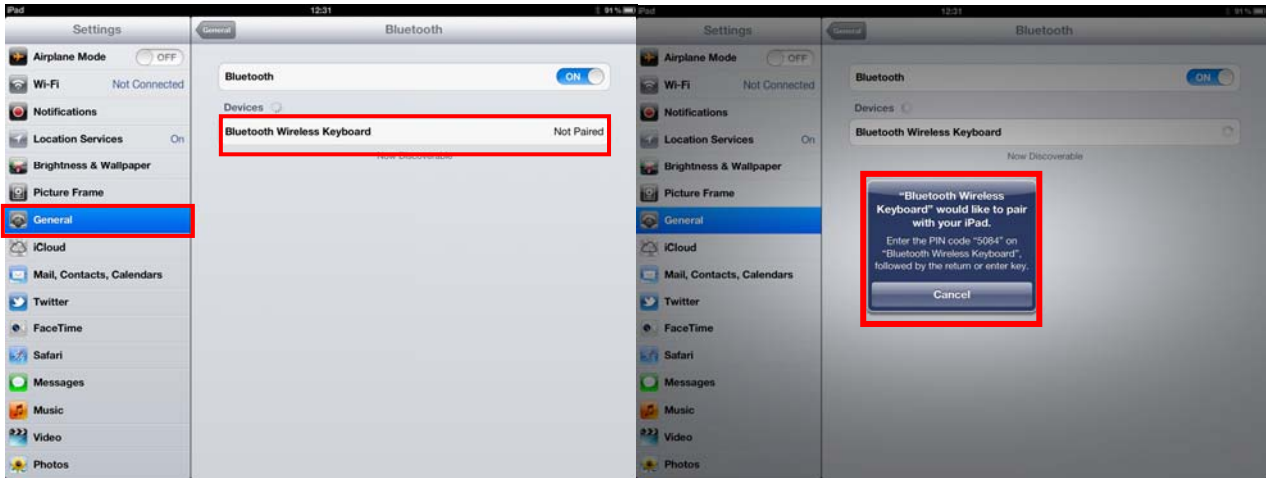 iPad 12:31 91%
Settings
General Bluetooth
Airplane Mode OFF
Wi-Fi Not Connected
Notifications
Location Services On
Brightness & Wallpaper
Picture Frame
General
iCloud
Mail, Contacts, Calendars
Twitter
FaceTime
Safari
Messages
Music
Video
Photos
Bluetooth ON
Devices
Bluetooth Wireless Keyboard Not Paired
Now Discoverable
iPad 12:31 91%
Settings
General Bluetooth
Airplane Mode OFF
Wi-Fi Not Connected
Notifications
Location Services On
Brightness & Wallpaper
Picture Frame
General
iCloud
Mail, Contacts, Calendars
Twitter
FaceTime
Safari
Messages
Music
Video
Photos
Bluetooth ON
Devices
Bluetooth Wireless Keyboard
Now Discoverable
“Bluetooth Wireless
Keyboard” would like to pair
with your iPad.
Enter the PIN code “5084” on
“Bluetooth Wireless Keyboard”,
followed by the return or enter key.
Cancel